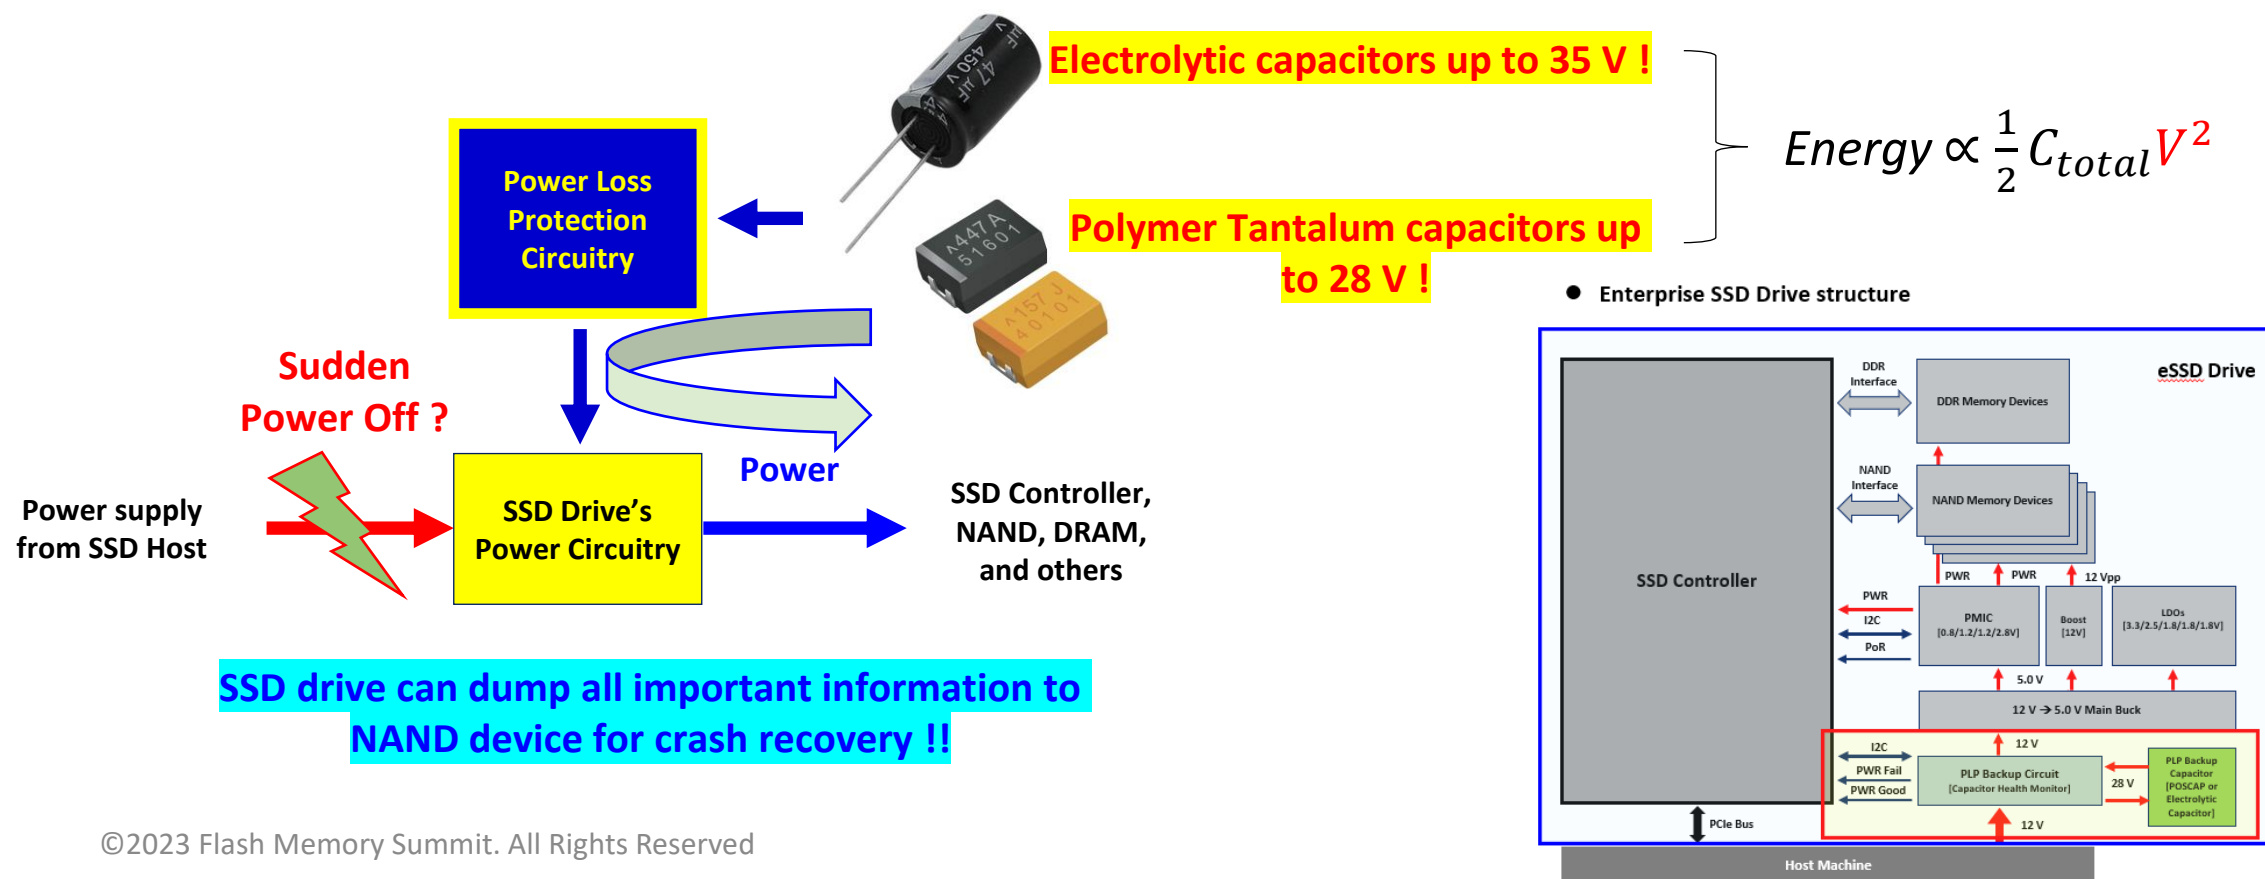 47 µF
450 V
Electrolytic capacitors up to 35 V !
Energy ∝ 1/2 C_total V²
Power Loss
Protection
Circuitry
447A
51601
157 J
40101
Polymer Tantalum capacitors up
to 28 V !
Sudden
Power Off ?
Power supply
from SSD Host
SSD Drive's
Power Circuitry
Power
SSD Controller,
NAND, DRAM,
and others
SSD drive can dump all important information to
NAND device for crash recovery !!
©2023 Flash Memory Summit. All Rights Reserved
● Enterprise SSD Drive structure
eSSD Drive
SSD Controller
DDR
Interface
DDR Memory Devices
NAND
Interface
NAND Memory Devices
PWR
PWR
12 Vpp
PWR
I2C
PoR
PMIC
[0.8/1.2/1.2/2.8V]
Boost
[12V]
LDOs
[3.3/2.5/1.8/1.8/1.8V]
5.0 V
12 V → 5.0 V Main Buck
12 V
I2C
PWR Fail
PWR Good
PLP Backup Circuit
[Capacitor Health Monitor]
28 V
PLP Backup
Capacitor
[POSCAP or
Electrolytic
Capacitor]
PCIe Bus
12 V
Host Machine